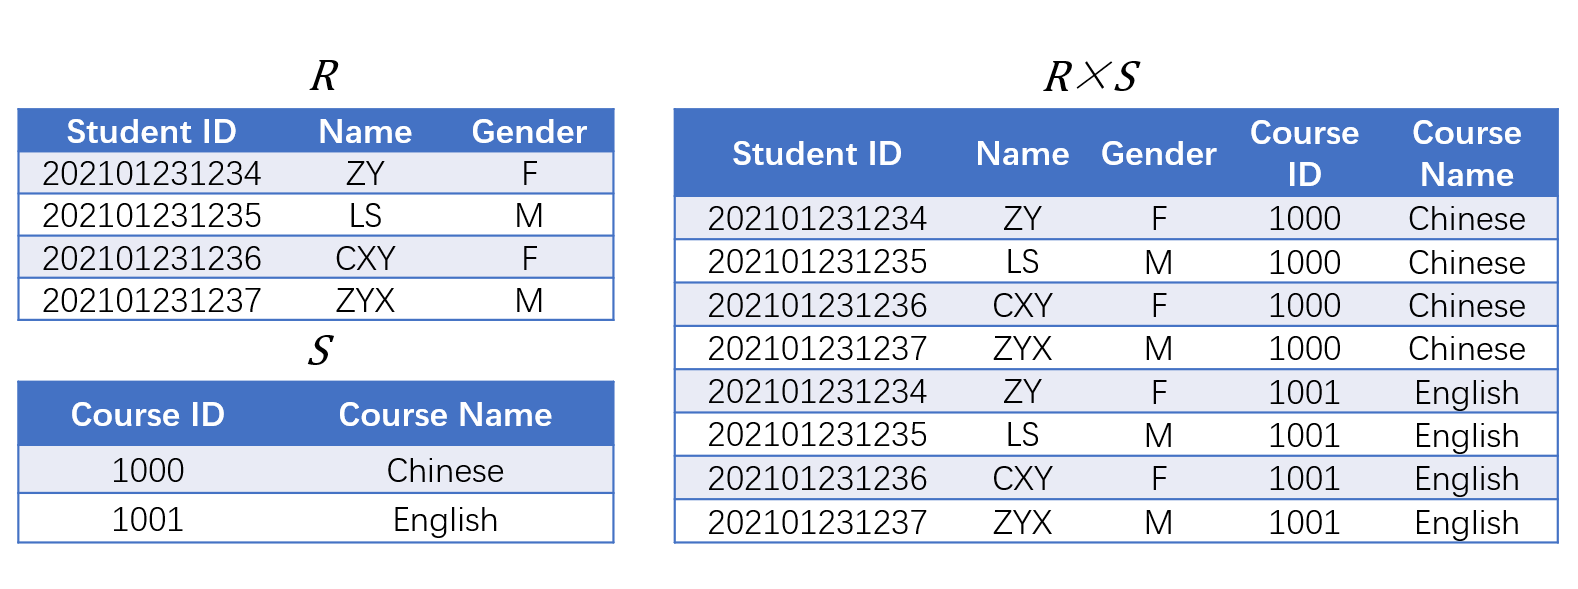 R
Student ID Name Gender
202101231234 ZY F
202101231235 LS M
202101231236 CXY F
202101231237 ZYX M
S
Course ID Course Name
1000 Chinese
1001 English
R×S
Student ID Name Gender Course ID Course Name
202101231234 ZY F 1000 Chinese
202101231235 LS M 1000 Chinese
202101231236 CXY F 1000 Chinese
202101231237 ZYX M 1000 Chinese
202101231234 ZY F 1001 English
202101231235 LS M 1001 English
202101231236 CXY F 1001 English
202101231237 ZYX M 1001 English